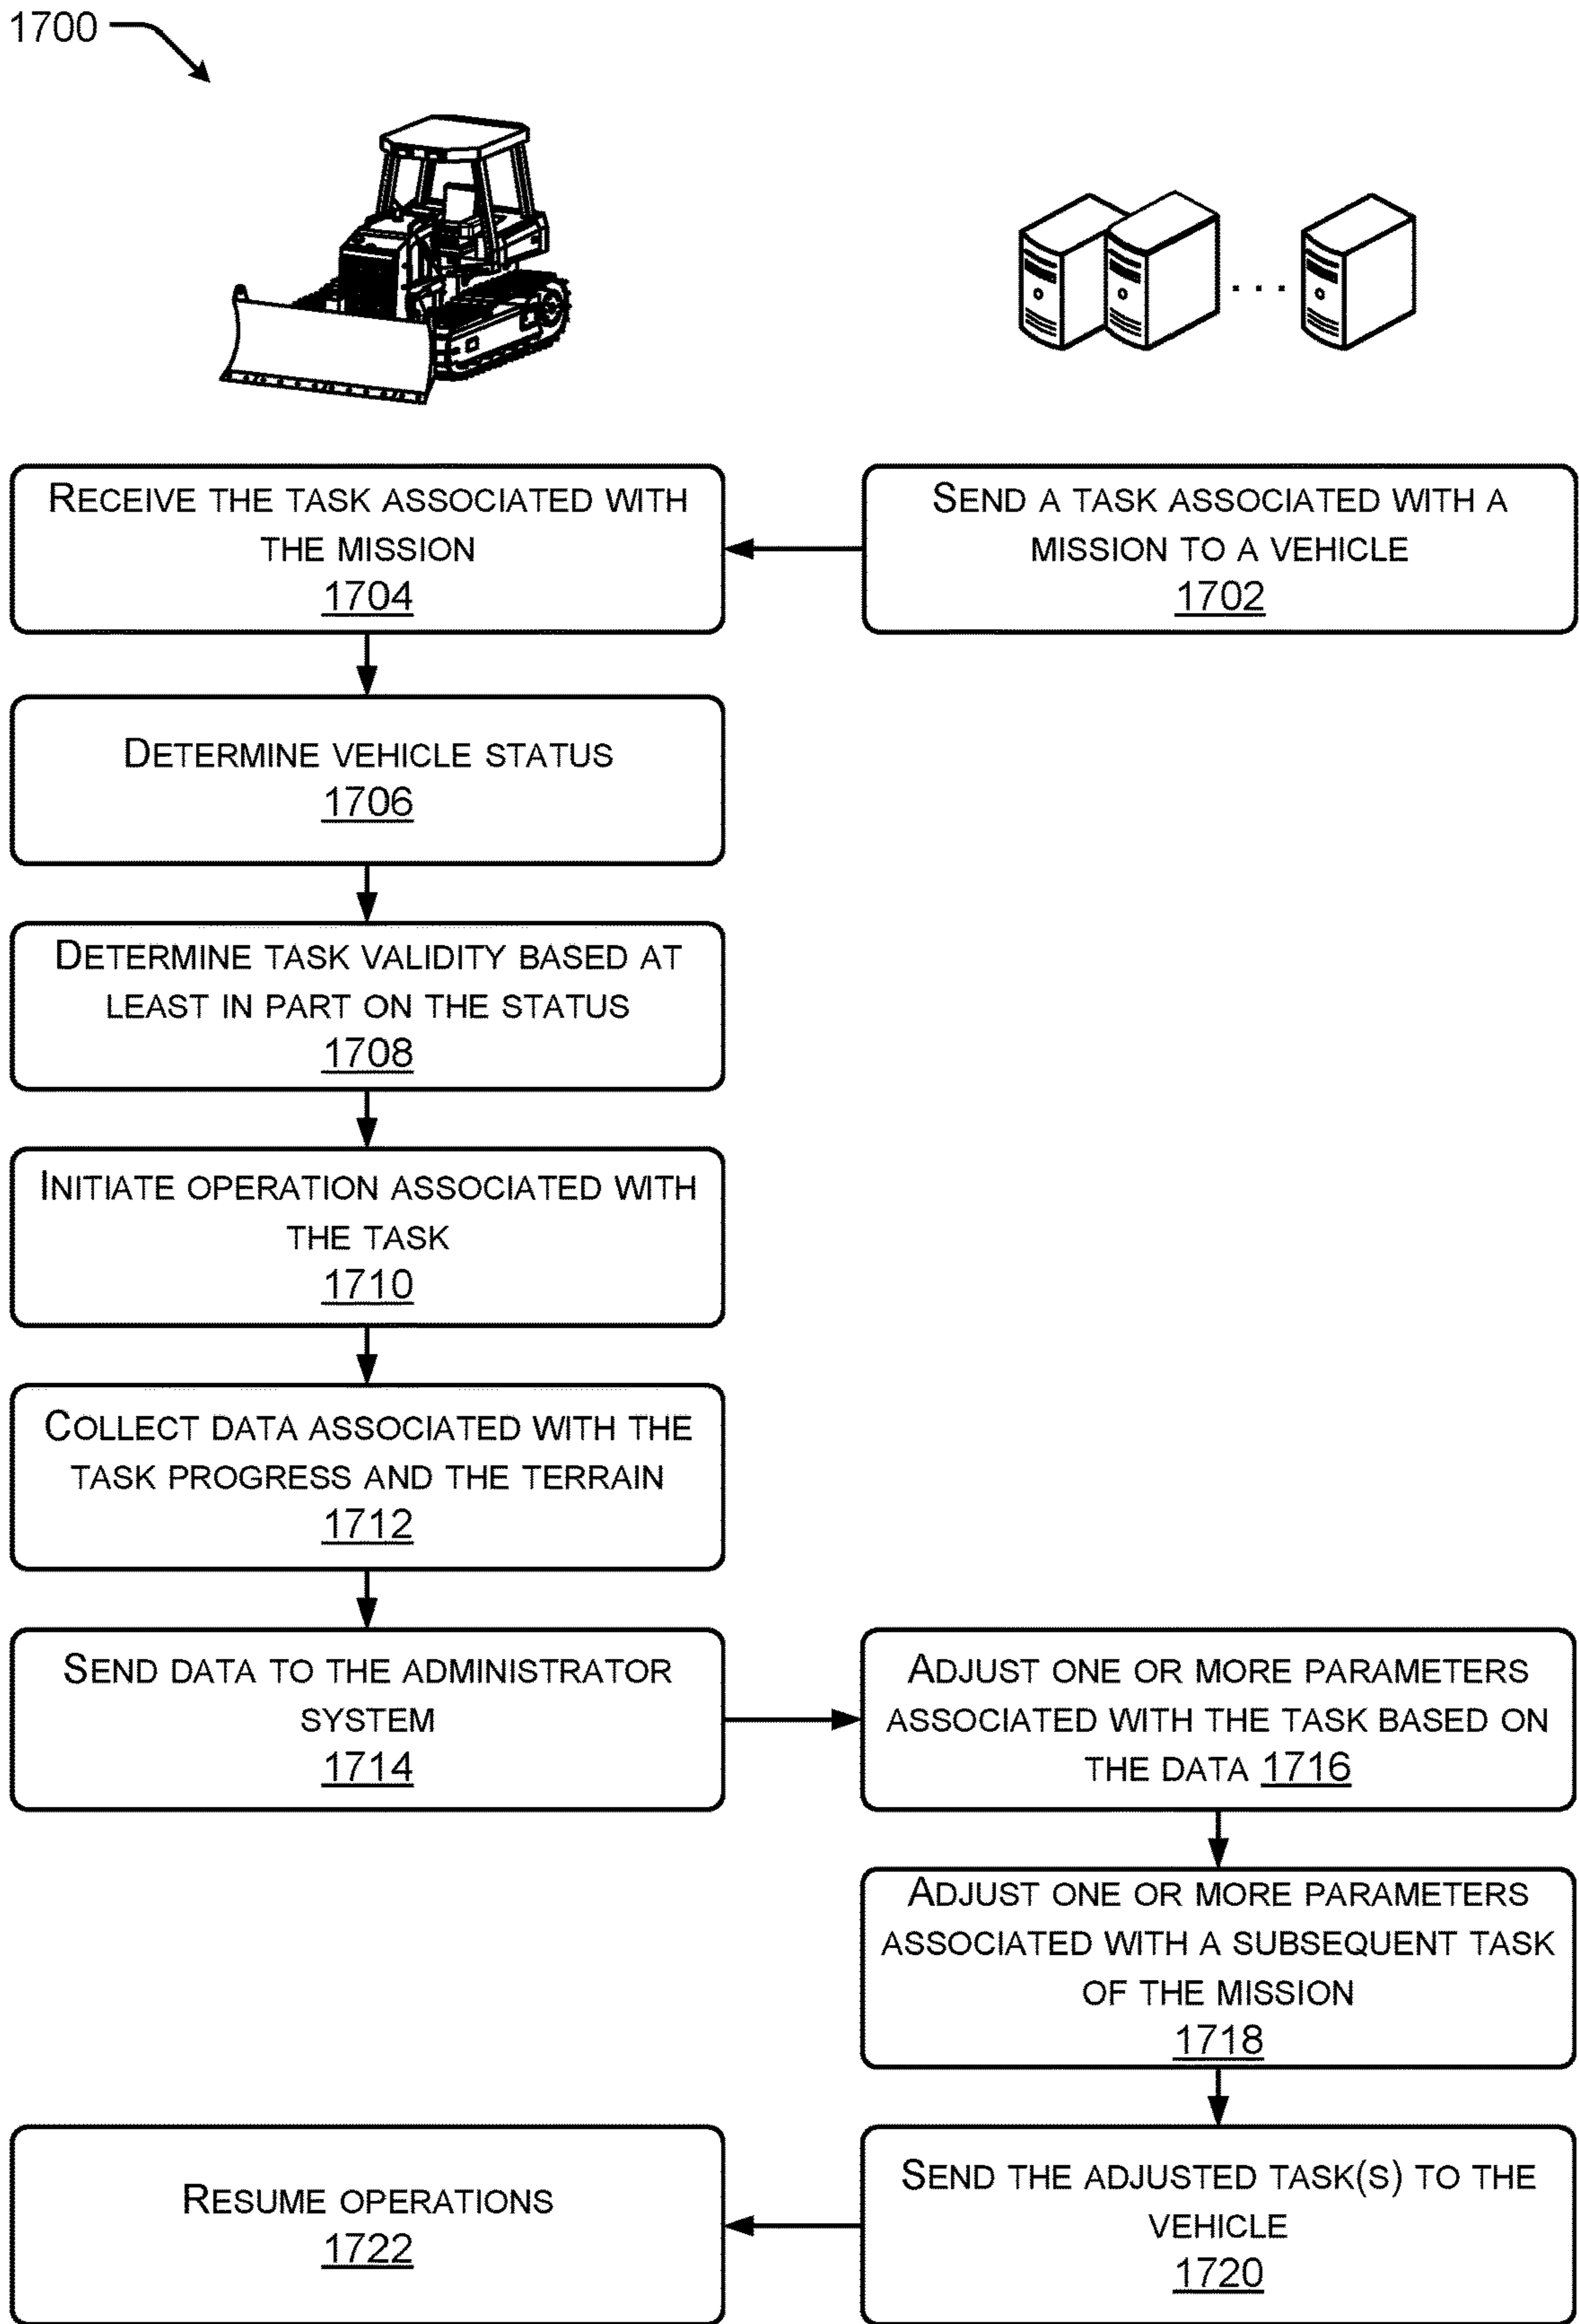 1700
RECEIVE THE TASK ASSOCIATED WITH
THE MISSION
1704
SEND A TASK ASSOCIATED WITH A
MISSION TO A VEHICLE
1702
DETERMINE VEHICLE STATUS
1706
DETERMINE TASK VALIDITY BASED AT
LEAST IN PART ON THE STATUS
1708
INITIATE OPERATION ASSOCIATED WITH
THE TASK
1710
COLLECT DATA ASSOCIATED WITH THE
TASK PROGRESS AND THE TERRAIN
1712
SEND DATA TO THE ADMINISTRATOR
SYSTEM
1714
ADJUST ONE OR MORE PARAMETERS
ASSOCIATED WITH THE TASK BASED ON
THE DATA 1716
ADJUST ONE OR MORE PARAMETERS
ASSOCIATED WITH A SUBSEQUENT TASK
OF THE MISSION
1718
RESUME OPERATIONS
1722
SEND THE ADJUSTED TASK(S) TO THE
VEHICLE
1720